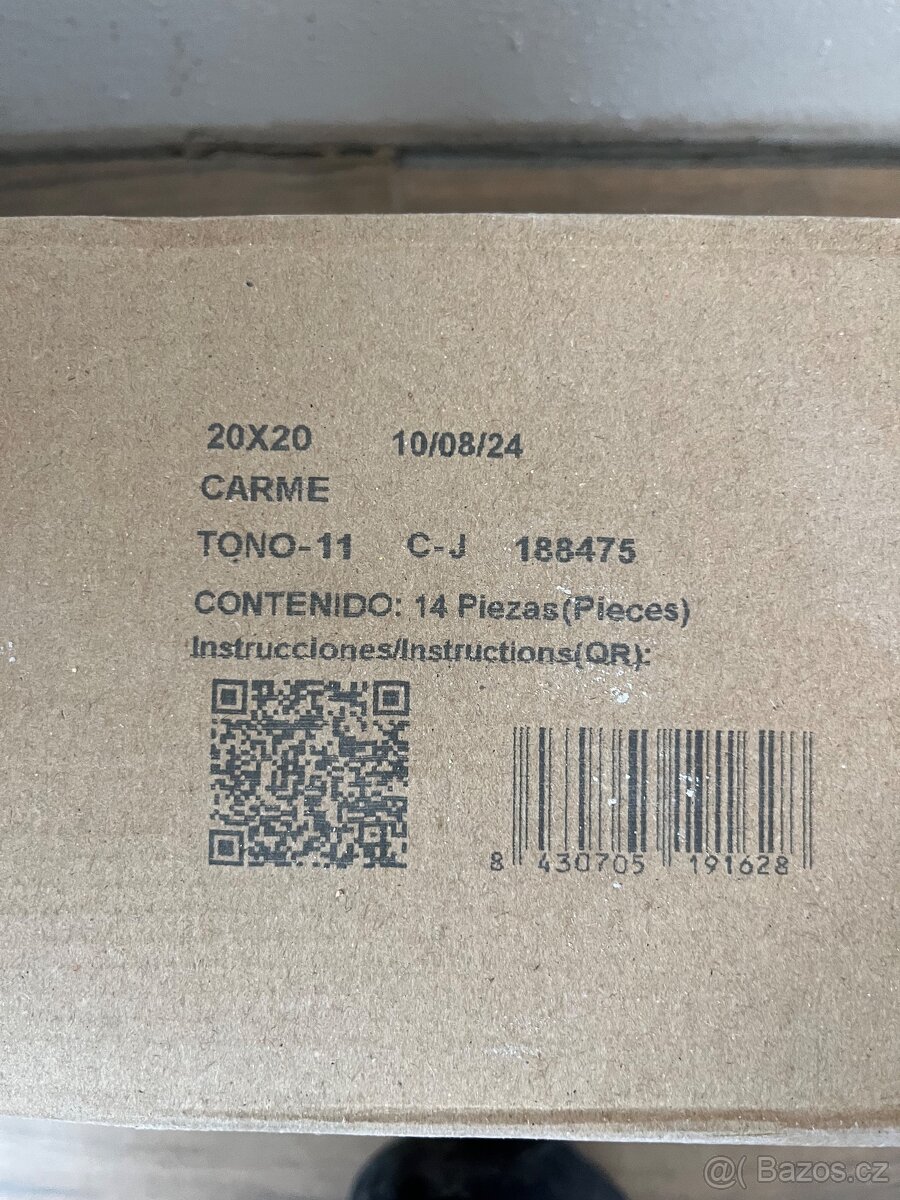 20X20 10/08/24
CARME
TONO-11 C-J 188475
CONTENIDO: 14 Piezas(Pieces)
Instrucciones/Instructions(QR):
8 430705 191628
@( Bazos.cz